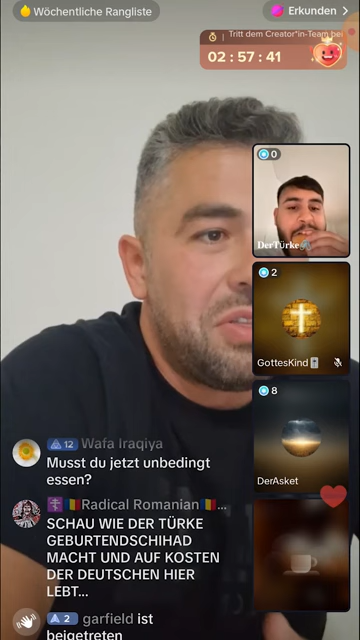 Wöchentliche Rangliste
Erkunden >
Tritt dem Creator*in-Team bei
02 : 57 : 41
0
DerTürke
2
GottesKind
8
DerAsket
12 Wafa Iraqiya
Musst du jetzt unbedingt
essen?
Radical Romanian...
SCHAU WIE DER TÜRKE
GEBURTENDSCHIHAD
MACHT UND AUF KOSTEN
DER DEUTSCHEN HIER
LEBT...
2 garfield ist
beigetreten